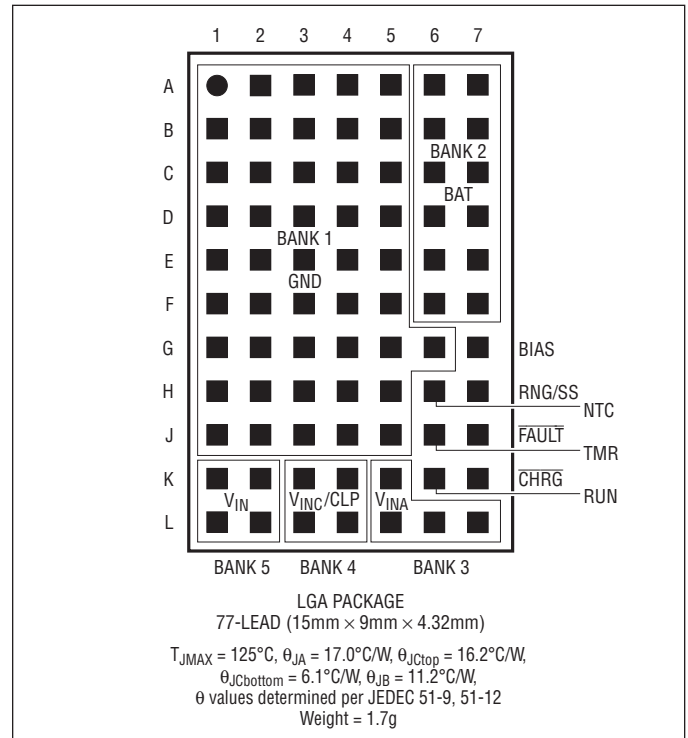 1 2 3 4 5 6 7
A
B
BANK 2
C
BAT
D
BANK 1
E
GND
F
G BIAS
H RNG/SS
NTC
J F̅A̅U̅L̅T̅
TMR
K VIN VINC/CLP VINA C̅H̅R̅G̅
RUN
L
BANK 5 BANK 4 BANK 3
LGA PACKAGE
77-LEAD (15mm × 9mm × 4.32mm)
TJMAX = 125°C, θJA = 17.0°C/W, θJCtop = 16.2°C/W,
θJCbottom = 6.1°C/W, θJB = 11.2°C/W,
θ values determined per JEDEC 51-9, 51-12
Weight = 1.7g